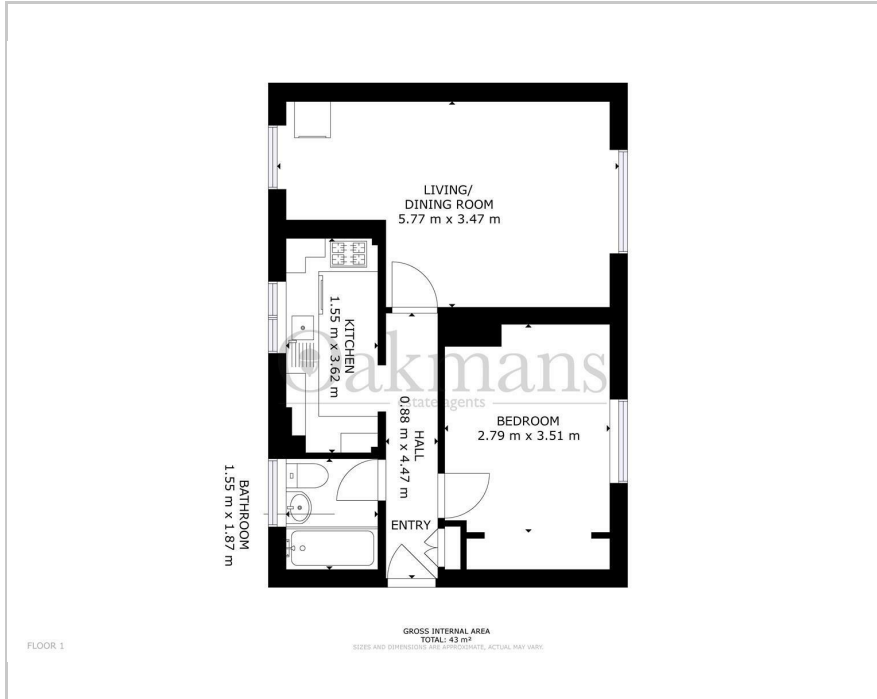 LIVING/
DINING ROOM
5.77 m x 3.47 m
KITCHEN
1.55 m x 3.62 m
Oakmans
estate agents
HALL
0.88 m x 4.47 m
BEDROOM
2.79 m x 3.51 m
BATHROOM
1.55 m x 1.87 m
ENTRY
GROSS INTERNAL AREA
TOTAL: 43 m²
SIZES AND DIMENSIONS ARE APPROXIMATE, ACTUAL MAY VARY.
FLOOR 1